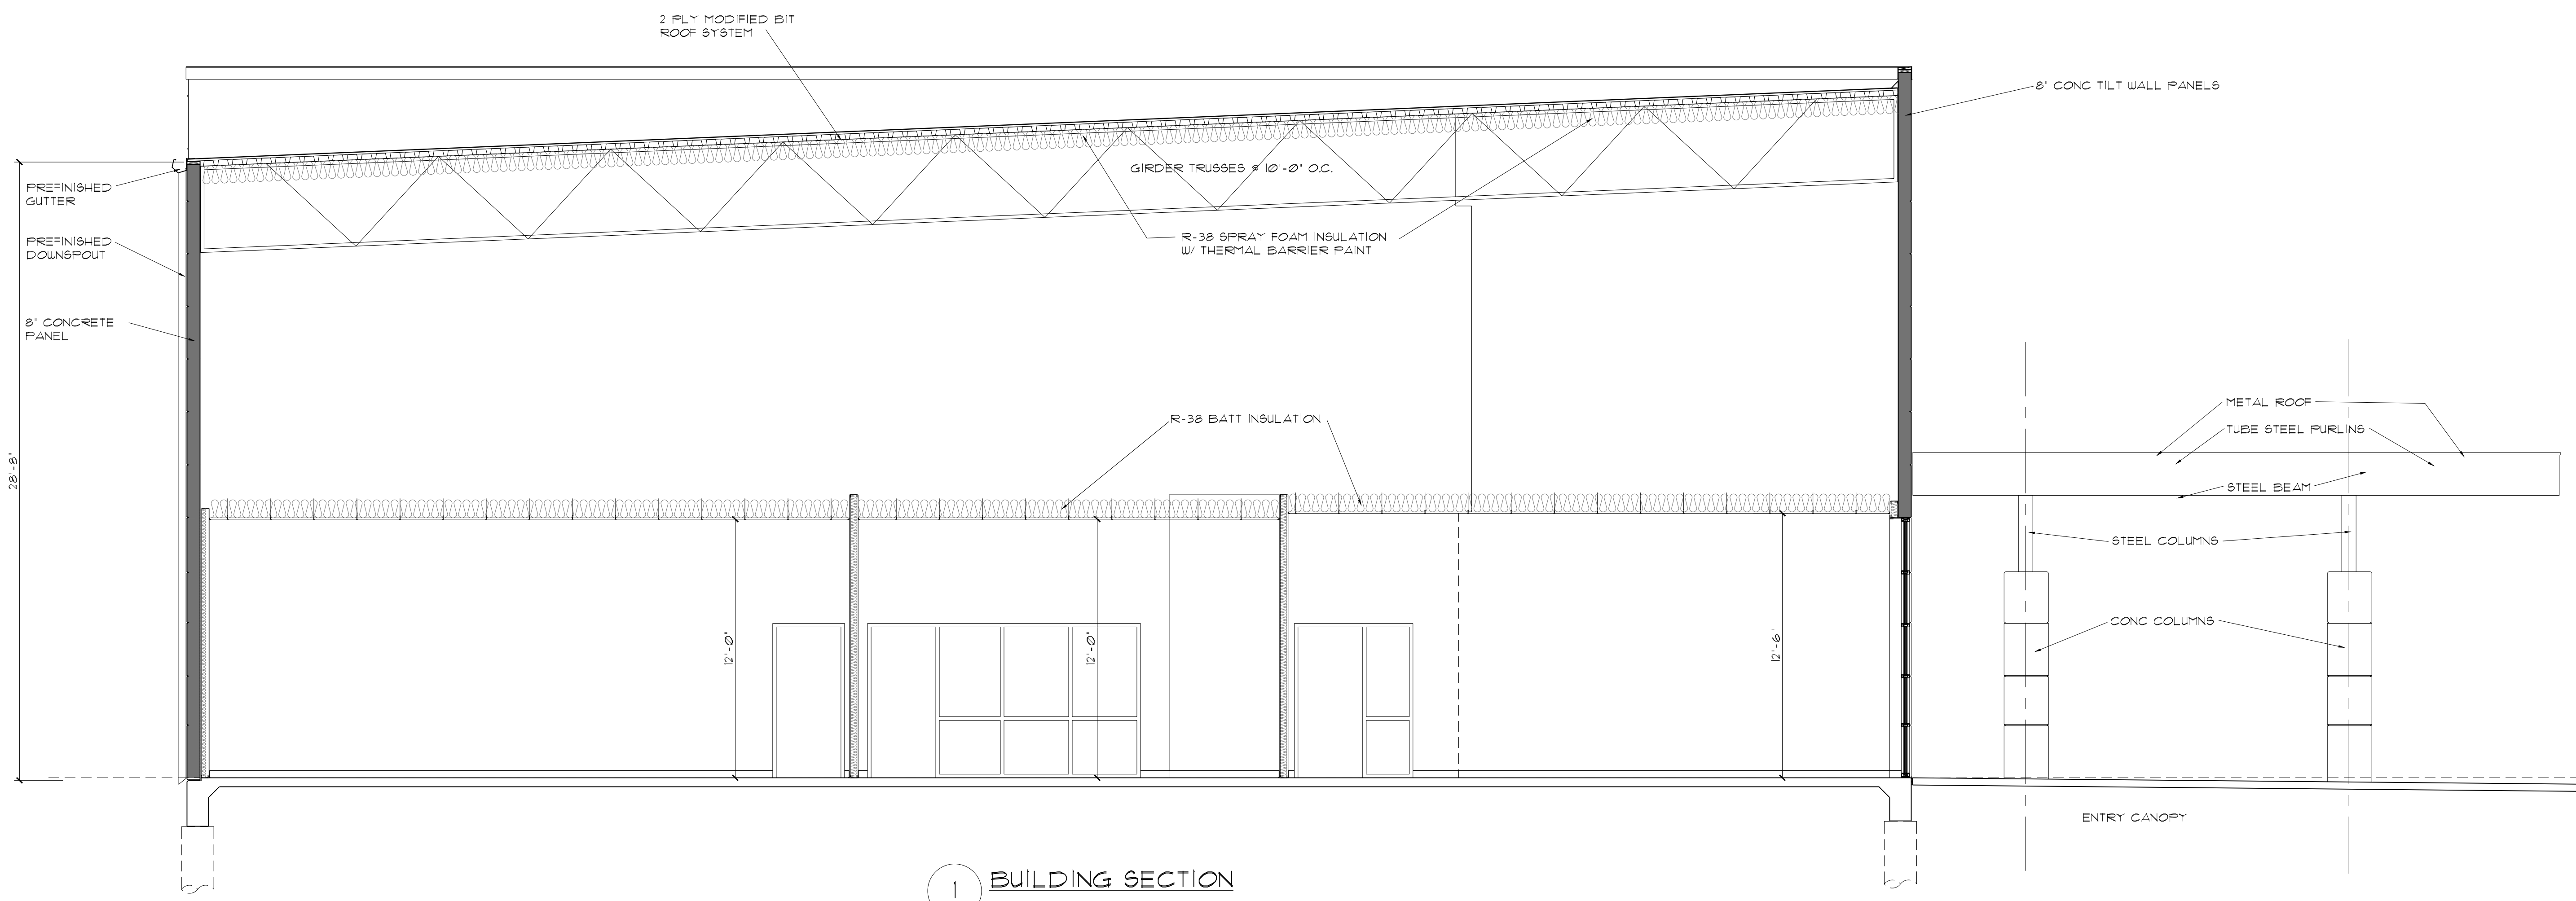 2 PLY MODIFIED BIT
ROOF SYSTEM
8" CONC TILT WALL PANELS
GIRDER TRUSSES @ 10'-0" O.C.
PREFINISHED
GUTTER
R-38 SPRAY FOAM INSULATION
W/ THERMAL BARRIER PAINT
PREFINISHED
DOWNSPOUT
8" CONCRETE
PANEL
28'-8"
R-38 BATT INSULATION
METAL ROOF
TUBE STEEL PURLINS
STEEL BEAM
STEEL COLUMNS
CONC COLUMNS
12'-0"
12'-0"
12'-6"
ENTRY CANOPY
1
BUILDING SECTION